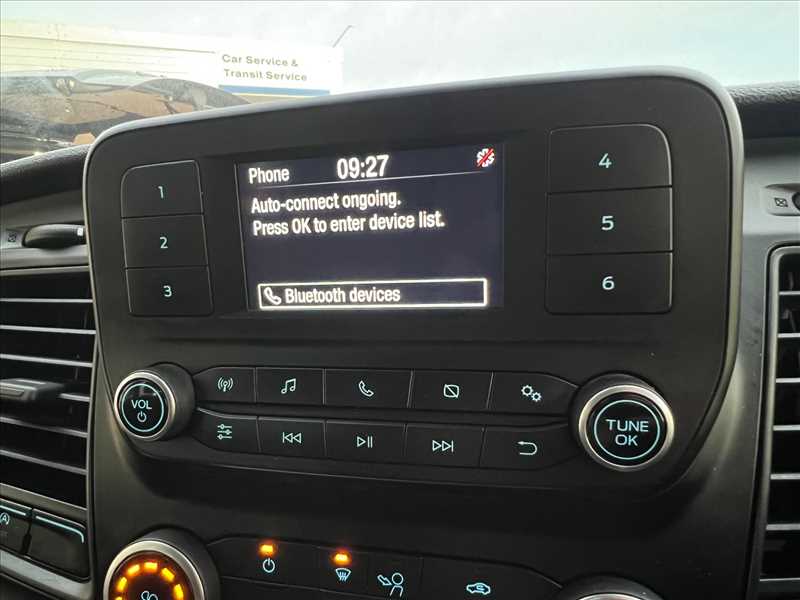 Car Service &
Transit Service
Phone 09:27
Auto-connect ongoing.
Press OK to enter device list.
Bluetooth devices
1
2
3
4
5
6
VOL
TUNE
OK
A